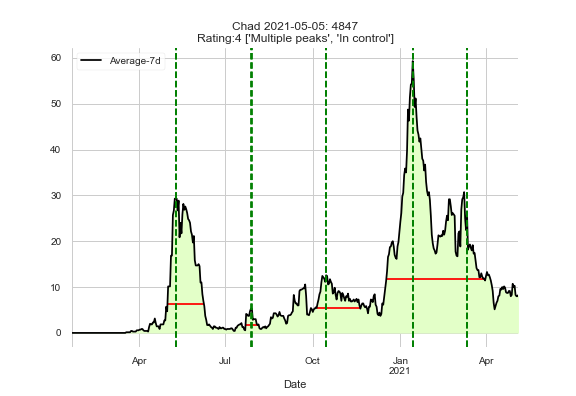 Chad 2021-05-05: 4847
Rating:4 ['Multiple peaks', 'In control']
Average-7d
60
50
40
30
20
10
0
Apr
Jul
Oct
Jan
2021
Apr
Date